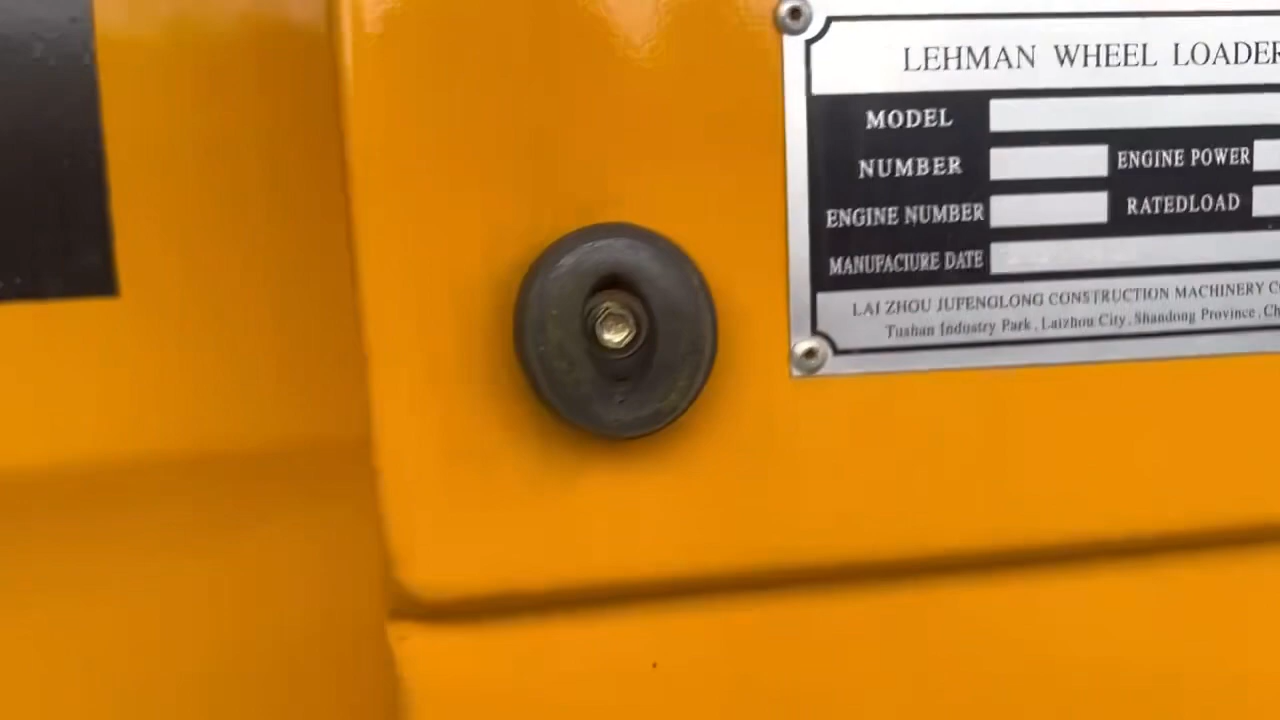 LEHMAN WHEEL LOADER
MODEL
NUMBER ENGINE POWER
ENGINE NUMBER RATEDLOAD
MANUFACIURE DATE
LAI ZHOU JUFENGLONG CONSTRUCTION MACHINERY
Tushan Industry Park, Laizhou City, Shandong Province,